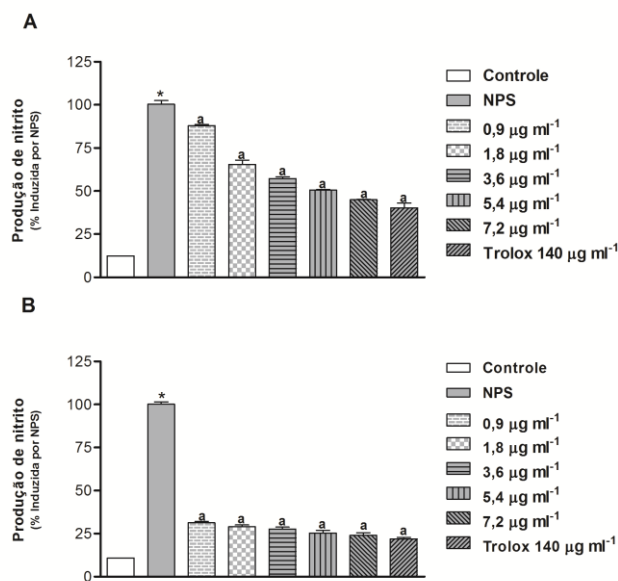 A
Produção de nitrito
(% Induzida por NPS)
125
100
75
50
25
0
*
a
a
a
a
a
a
Controle
NPS
0,9 µg ml⁻¹
1,8 µg ml⁻¹
3,6 µg ml⁻¹
5,4 µg ml⁻¹
7,2 µg ml⁻¹
Trolox 140 µg ml⁻¹
B
Produção de nitrito
(% Induzida por NPS)
125
100
75
50
25
0
*
a
a
a
a
a
a
Controle
NPS
0,9 µg ml⁻¹
1,8 µg ml⁻¹
3,6 µg ml⁻¹
5,4 µg ml⁻¹
7,2 µg ml⁻¹
Trolox 140 µg ml⁻¹